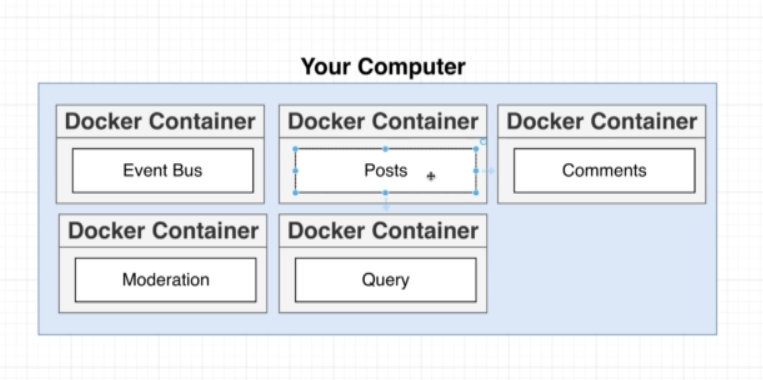 Your Computer
Docker Container
Event Bus
Docker Container
Posts
Docker Container
Comments
Docker Container
Moderation
Docker Container
Query